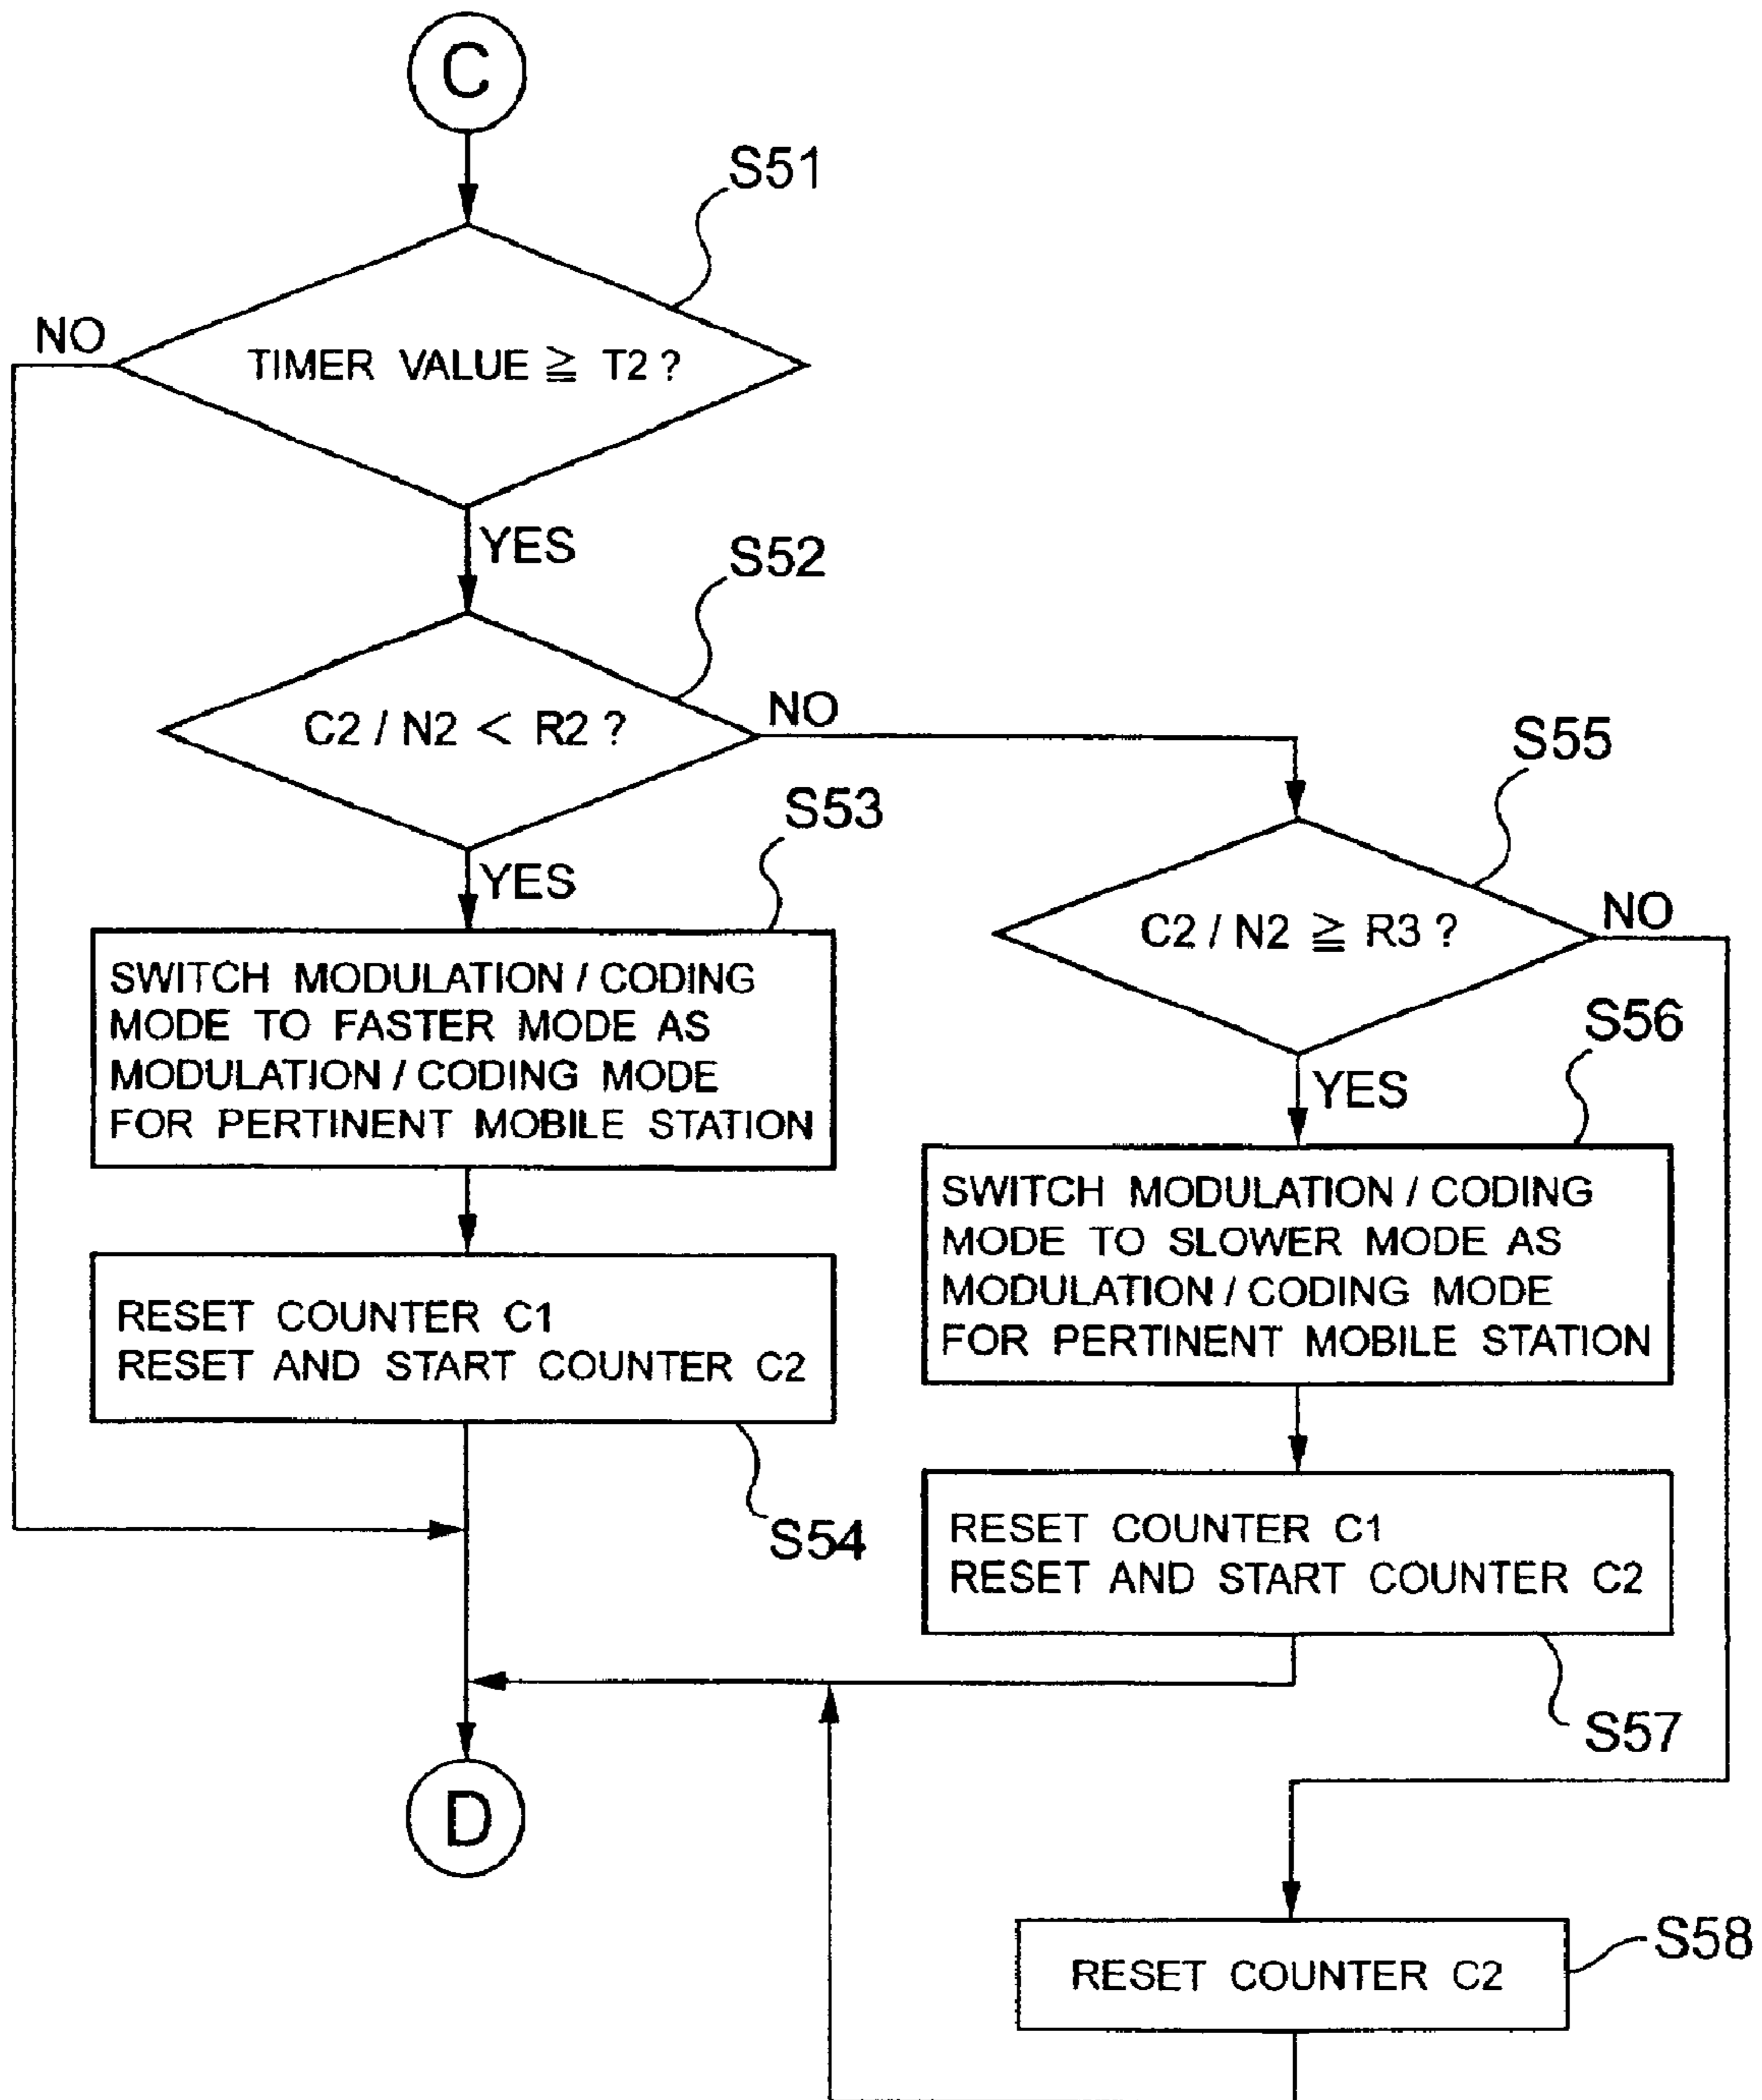 C
S51
NO
TIMER VALUE ≧ T2 ?
YES
S52
C2 / N2 < R2 ?
NO
S55
YES
S53
C2 / N2 ≧ R3 ?
NO
SWITCH MODULATION / CODING
MODE TO FASTER MODE AS
MODULATION / CODING MODE
FOR PERTINENT MOBILE STATION
YES
S56
SWITCH MODULATION / CODING
MODE TO SLOWER MODE AS
MODULATION / CODING MODE
FOR PERTINENT MOBILE STATION
RESET COUNTER C1
RESET AND START COUNTER C2
S54
RESET COUNTER C1
RESET AND START COUNTER C2
S57
D
RESET COUNTER C2
S58